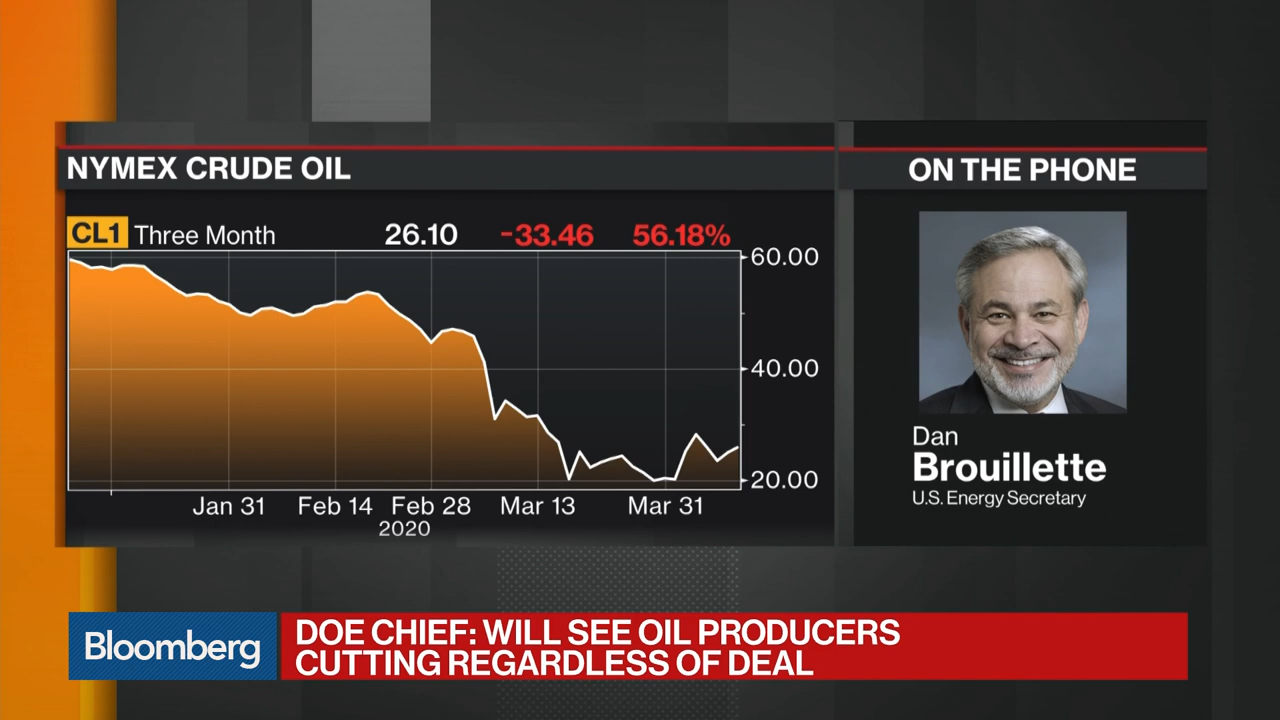 NYMEX CRUDE OIL
CL1 Three Month 26.10 -33.46 56.18%
60.00
40.00
20.00
Jan 31 Feb 14 Feb 28 Mar 13 Mar 31
2020
ON THE PHONE
Dan
Brouillette
U.S. Energy Secretary
Bloomberg
DOE CHIEF: WILL SEE OIL PRODUCERS
CUTTING REGARDLESS OF DEAL